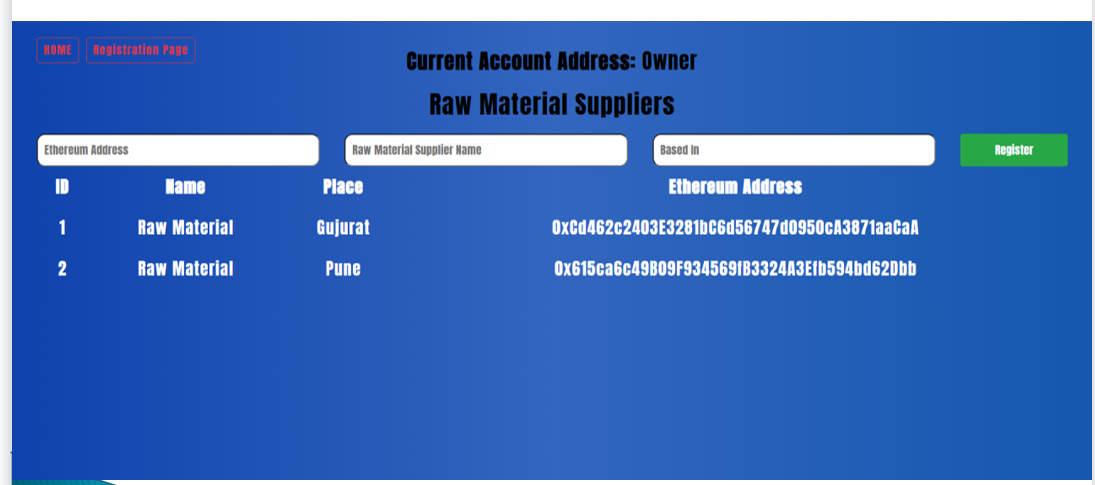 HOME Registration Page
Current Account Address: Owner
Raw Material Suppliers
Ethereum Address Raw Material Supplier Name Based In Register
ID Name Place Ethereum Address
1 Raw Material Gujurat 0xCd462c2403E3281bC6d56747d0950cA3871aaCaA
2 Raw Material Pune 0x615ca6c49B09F934569fB3324A3Efb594bd62Dbb